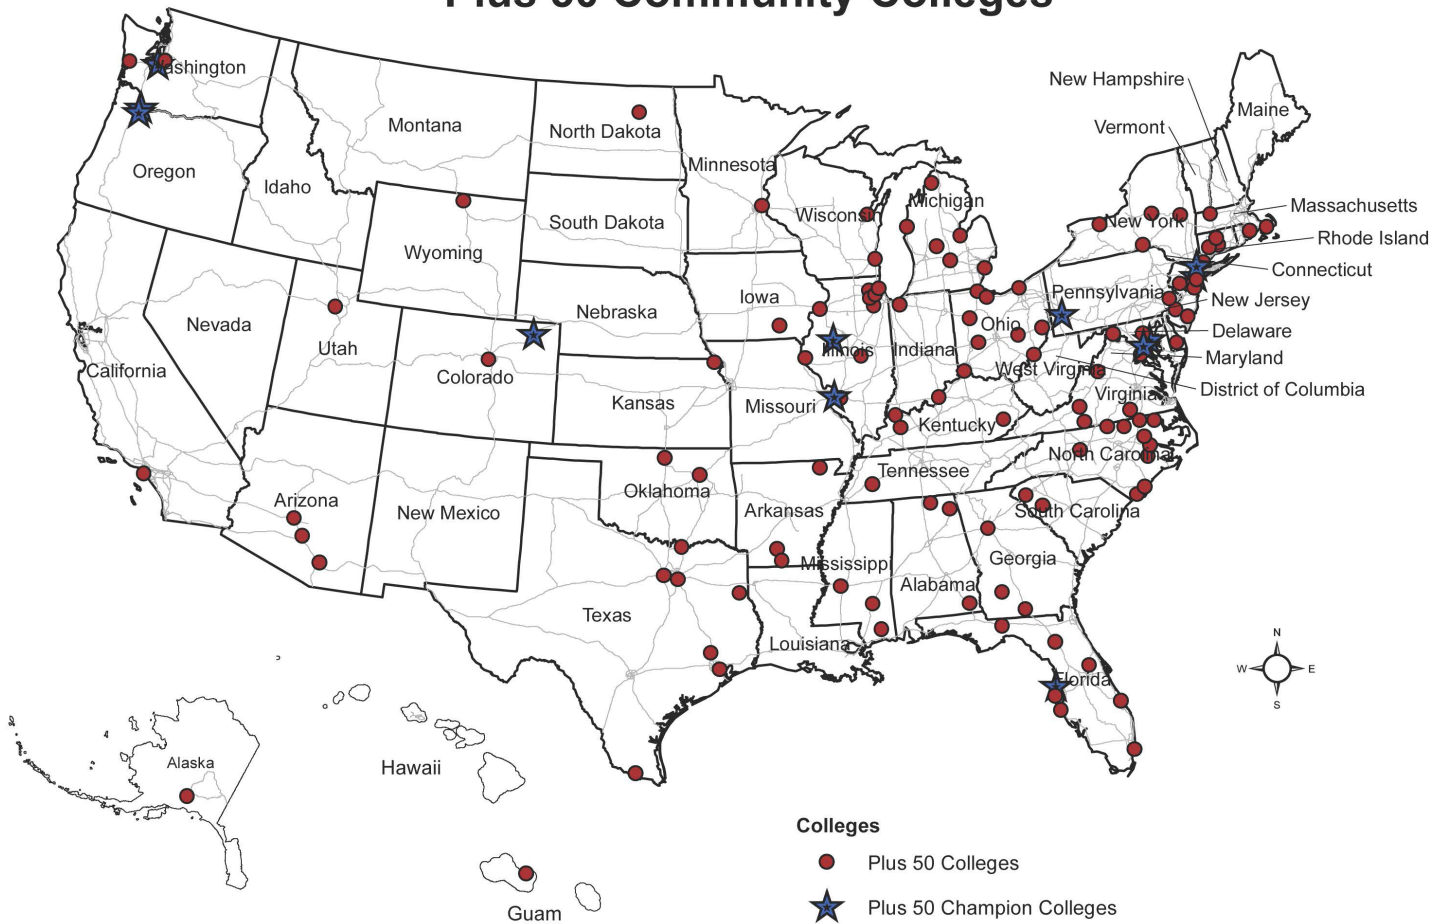 Plus 50 Community Colleges
New Hampshire
Vermont
Maine
Washington
Montana
North Dakota
Minnesota
Oregon
Idaho
South Dakota
Wisconsin
Michigan
New York
Massachusetts
Rhode Island
Connecticut
Wyoming
Nebraska
Iowa
Pennsylvania
New Jersey
Nevada
Utah
Colorado
Illinois
Indiana
Ohio
Delaware
Maryland
California
Kansas
Missouri
West Virginia
Virginia
District of Columbia
Kentucky
Arizona
New Mexico
Oklahoma
Arkansas
Tennessee
North Carolina
South Carolina
Texas
Mississippi
Alabama
Georgia
Louisiana
Florida
N
W
E
S
Alaska
Hawaii
Guam
Colleges
Plus 50 Colleges
Plus 50 Champion Colleges